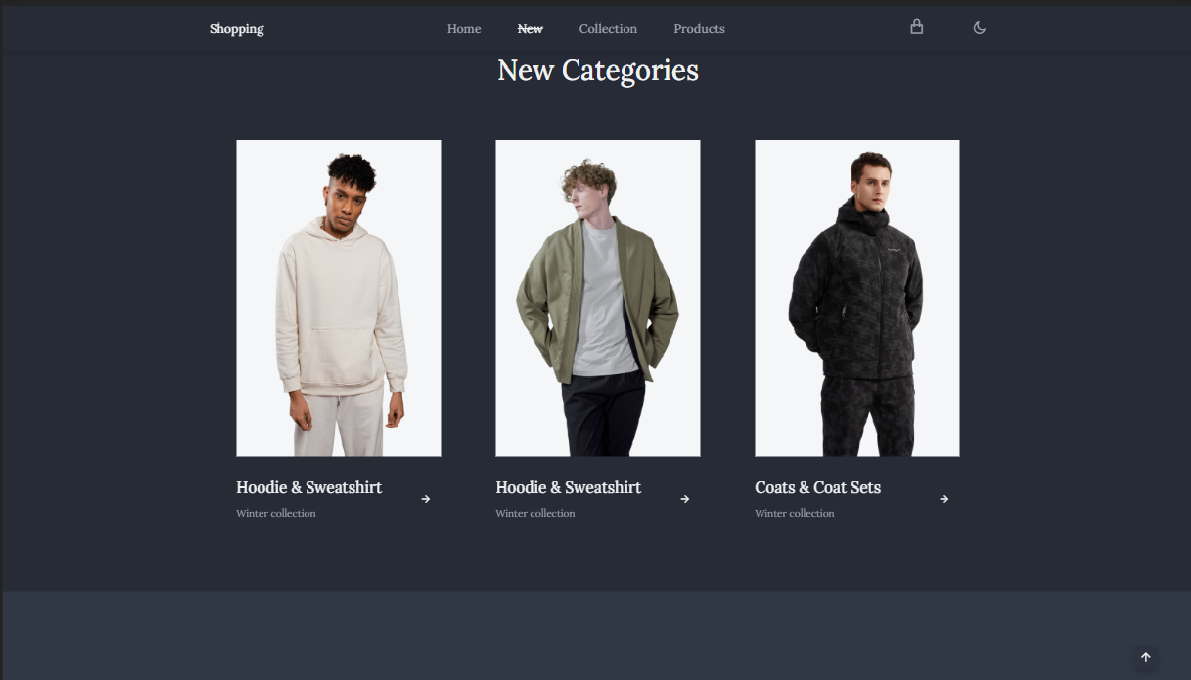 Shopping
Home
New
Collection
Products
New Categories
Hoodie & Sweatshirt
Winter collection
Hoodie & Sweatshirt
Winter collection
Coats & Coat Sets
Winter collection